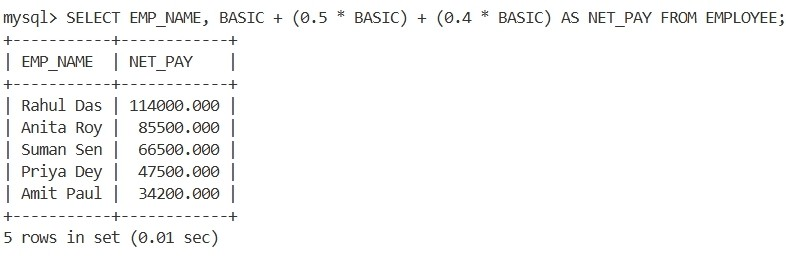 mysql> SELECT EMP_NAME, BASIC + (0.5 * BASIC) + (0.4 * BASIC) AS NET_PAY FROM EMPLOYEE;
+-----------+------------+
| EMP_NAME  | NET_PAY    |
+-----------+------------+
| Rahul Das | 114000.000 |
| Anita Roy |  85500.000 |
| Suman Sen |  66500.000 |
| Priya Dey |  47500.000 |
| Amit Paul |  34200.000 |
+-----------+------------+
5 rows in set (0.01 sec)